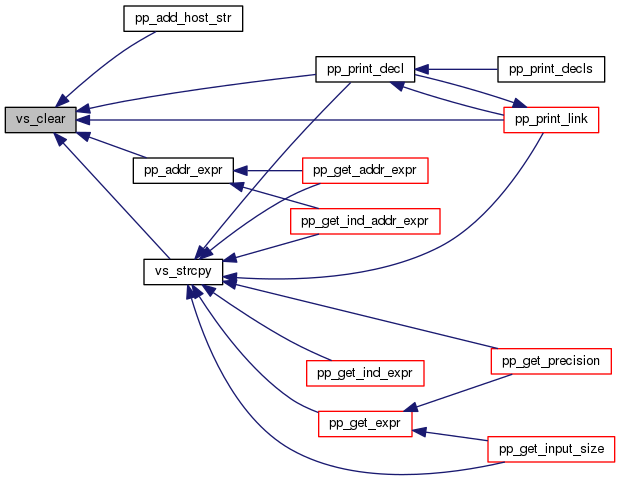 pp_add_host_str
pp_print_decl
pp_print_decls
vs_clear
pp_print_link
pp_addr_expr
pp_get_addr_expr
pp_get_ind_addr_expr
vs_strcpy
pp_get_precision
pp_get_ind_expr
pp_get_expr
pp_get_input_size